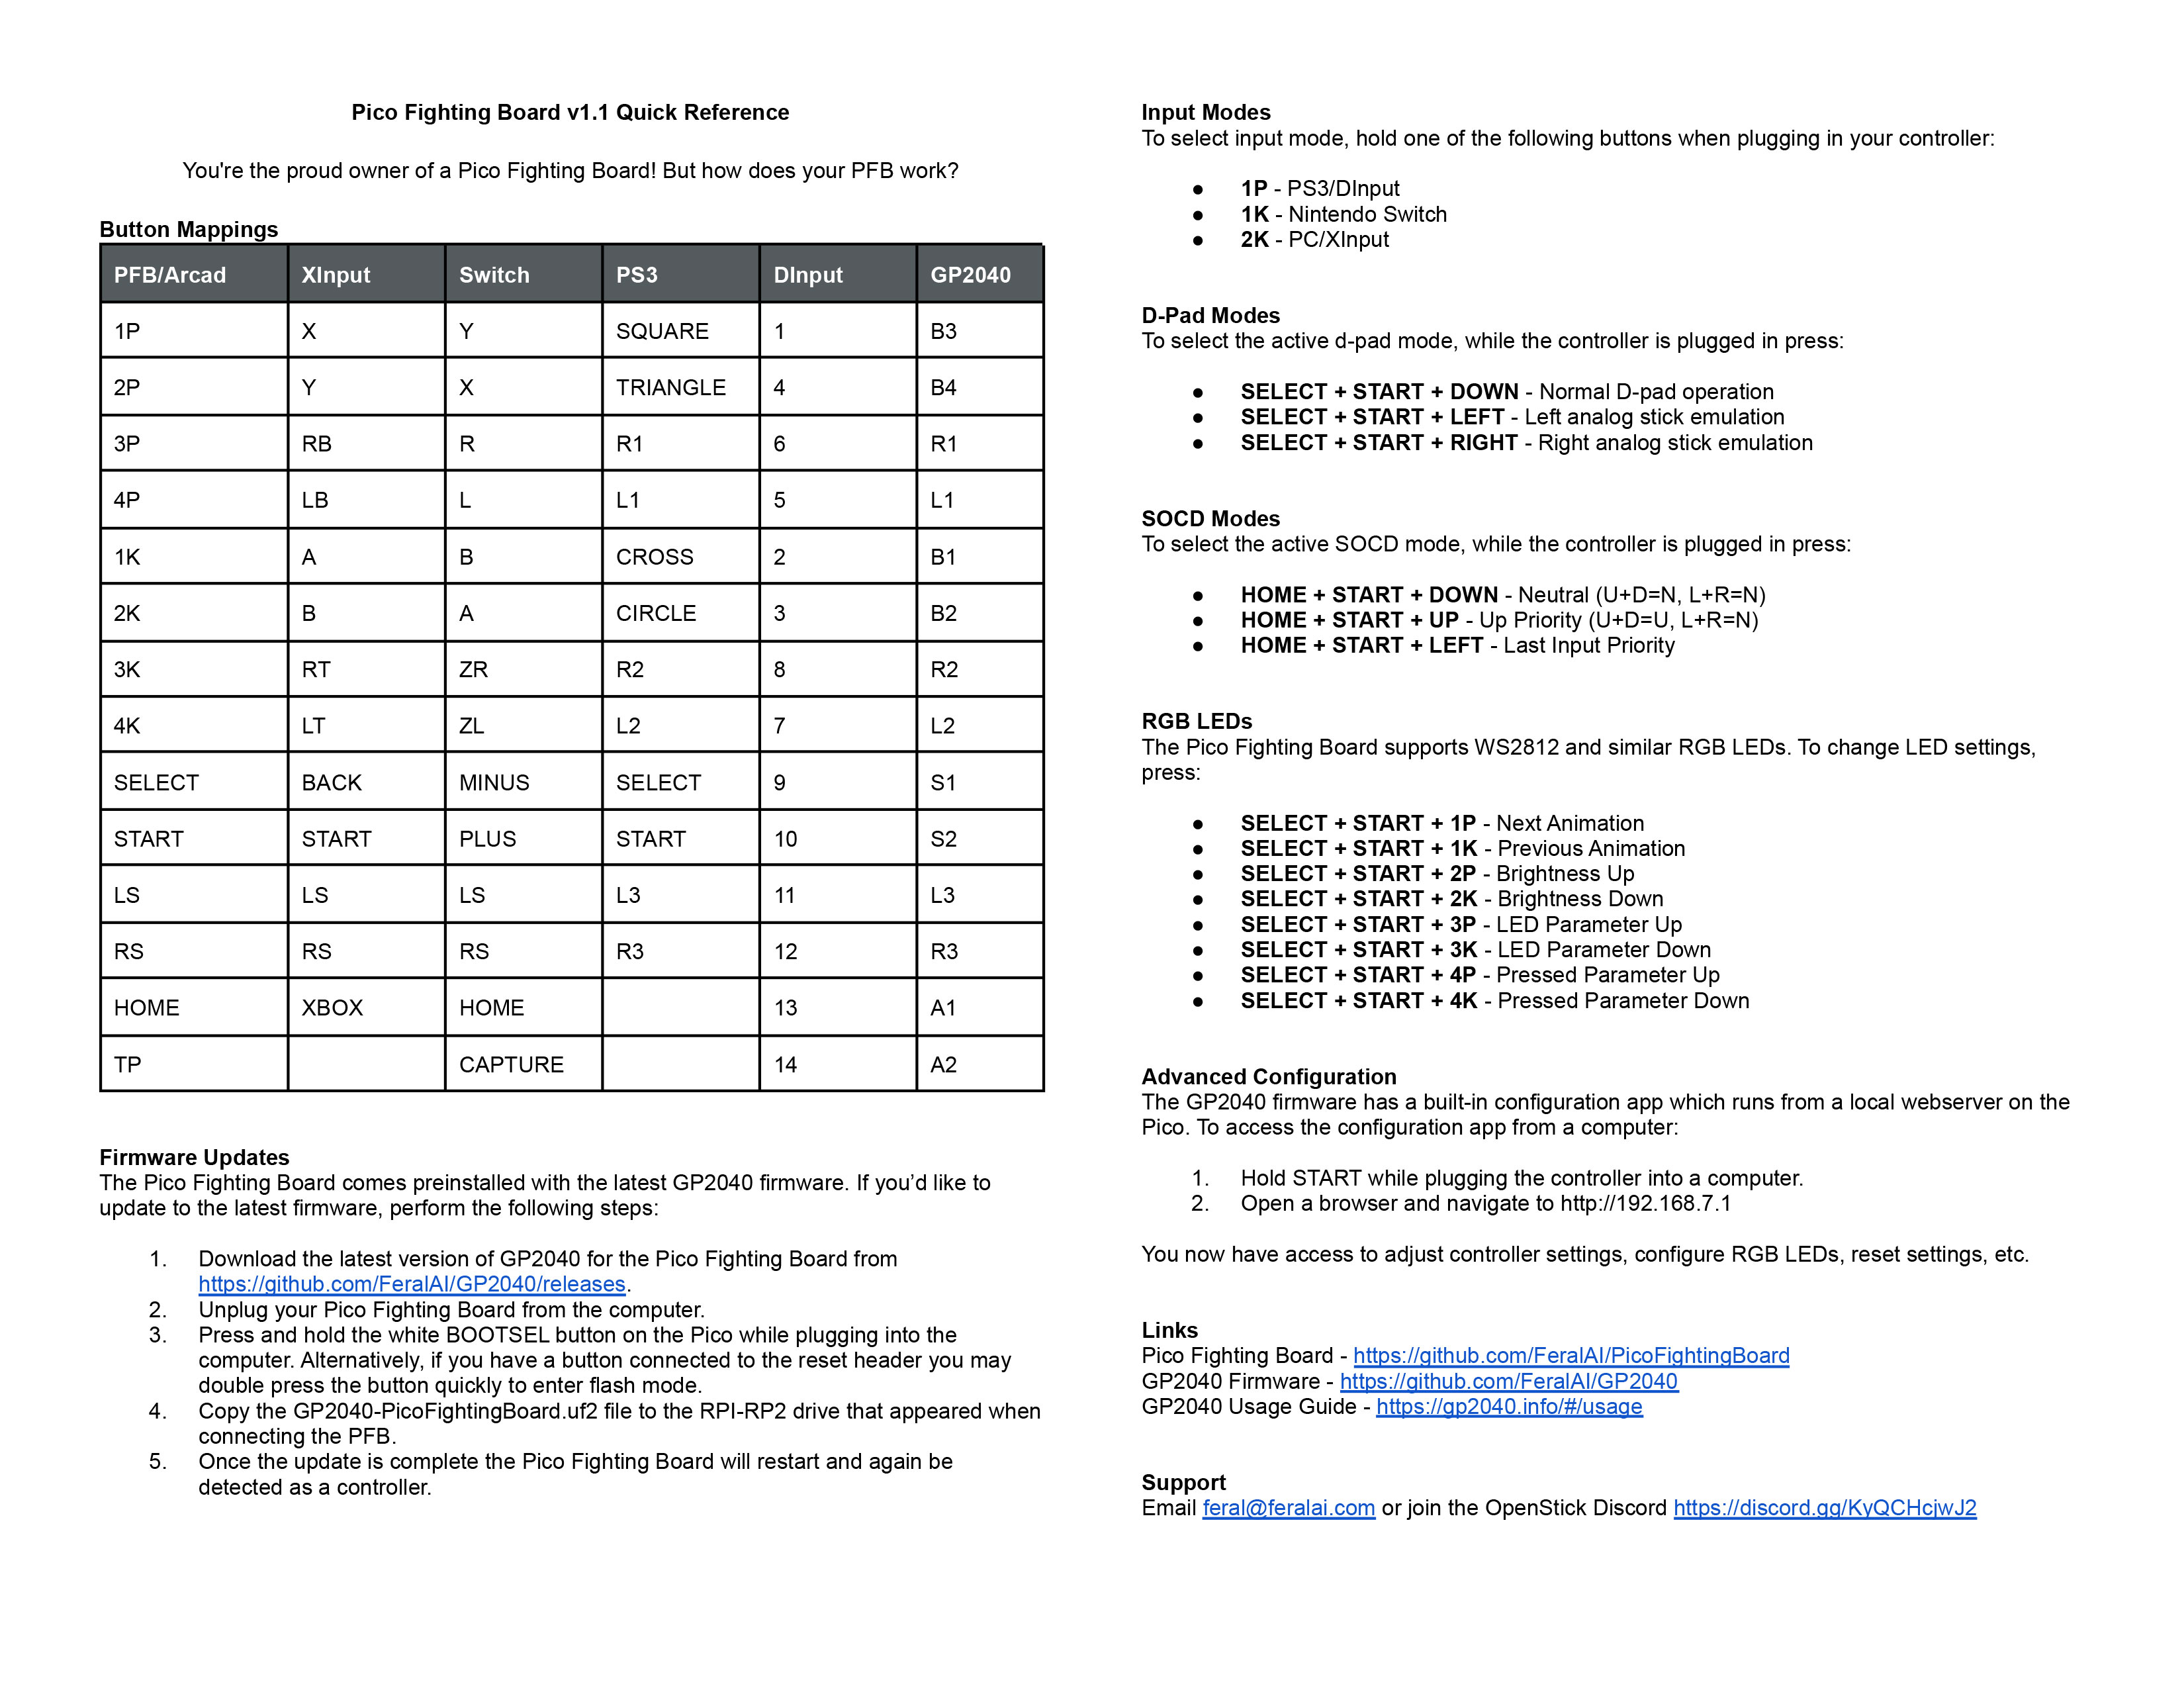 Pico Fighting Board v1.1 Quick Reference
You're the proud owner of a Pico Fighting Board! But how does your PFB work?
Button Mappings
PFB/Arcad XInput Switch PS3 DInput GP2040
1P X Y SQUARE 1 B3
2P Y X TRIANGLE 4 B4
3P RB R R1 6 R1
4P LB L L1 5 L1
1K A B CROSS 2 B1
2K B A CIRCLE 3 B2
3K RT ZR R2 8 R2
4K LT ZL L2 7 L2
SELECT BACK MINUS SELECT 9 S1
START START PLUS START 10 S2
LS LS LS L3 11 L3
RS RS RS R3 12 R3
HOME XBOX HOME 13 A1
TP CAPTURE 14 A2
Firmware Updates
The Pico Fighting Board comes preinstalled with the latest GP2040 firmware. If you’d like to
update to the latest firmware, perform the following steps:
1. Download the latest version of GP2040 for the Pico Fighting Board from
https://github.com/FeralAI/GP2040/releases.
2. Unplug your Pico Fighting Board from the computer.
3. Press and hold the white BOOTSEL button on the Pico while plugging into the
computer. Alternatively, if you have a button connected to the reset header you may
double press the button quickly to enter flash mode.
4. Copy the GP2040-PicoFightingBoard.uf2 file to the RPI-RP2 drive that appeared when
connecting the PFB.
5. Once the update is complete the Pico Fighting Board will restart and again be
detected as a controller.
Input Modes
To select input mode, hold one of the following buttons when plugging in your controller:
● 1P - PS3/DInput
● 1K - Nintendo Switch
● 2K - PC/XInput
D-Pad Modes
To select the active d-pad mode, while the controller is plugged in press:
● SELECT + START + DOWN - Normal D-pad operation
● SELECT + START + LEFT - Left analog stick emulation
● SELECT + START + RIGHT - Right analog stick emulation
SOCD Modes
To select the active SOCD mode, while the controller is plugged in press:
● HOME + START + DOWN - Neutral (U+D=N, L+R=N)
● HOME + START + UP - Up Priority (U+D=U, L+R=N)
● HOME + START + LEFT - Last Input Priority
RGB LEDs
The Pico Fighting Board supports WS2812 and similar RGB LEDs. To change LED settings,
press:
● SELECT + START + 1P - Next Animation
● SELECT + START + 1K - Previous Animation
● SELECT + START + 2P - Brightness Up
● SELECT + START + 2K - Brightness Down
● SELECT + START + 3P - LED Parameter Up
● SELECT + START + 3K - LED Parameter Down
● SELECT + START + 4P - Pressed Parameter Up
● SELECT + START + 4K - Pressed Parameter Down
Advanced Configuration
The GP2040 firmware has a built-in configuration app which runs from a local webserver on the
Pico. To access the configuration app from a computer:
1. Hold START while plugging the controller into a computer.
2. Open a browser and navigate to http://192.168.7.1
You now have access to adjust controller settings, configure RGB LEDs, reset settings, etc.
Links
Pico Fighting Board - https://github.com/FeralAI/PicoFightingBoard
GP2040 Firmware - https://github.com/FeralAI/GP2040
GP2040 Usage Guide - https://gp2040.info/#/usage
Support
Email feral@feralai.com or join the OpenStick Discord https://discord.gg/KyQCHcjwJ2